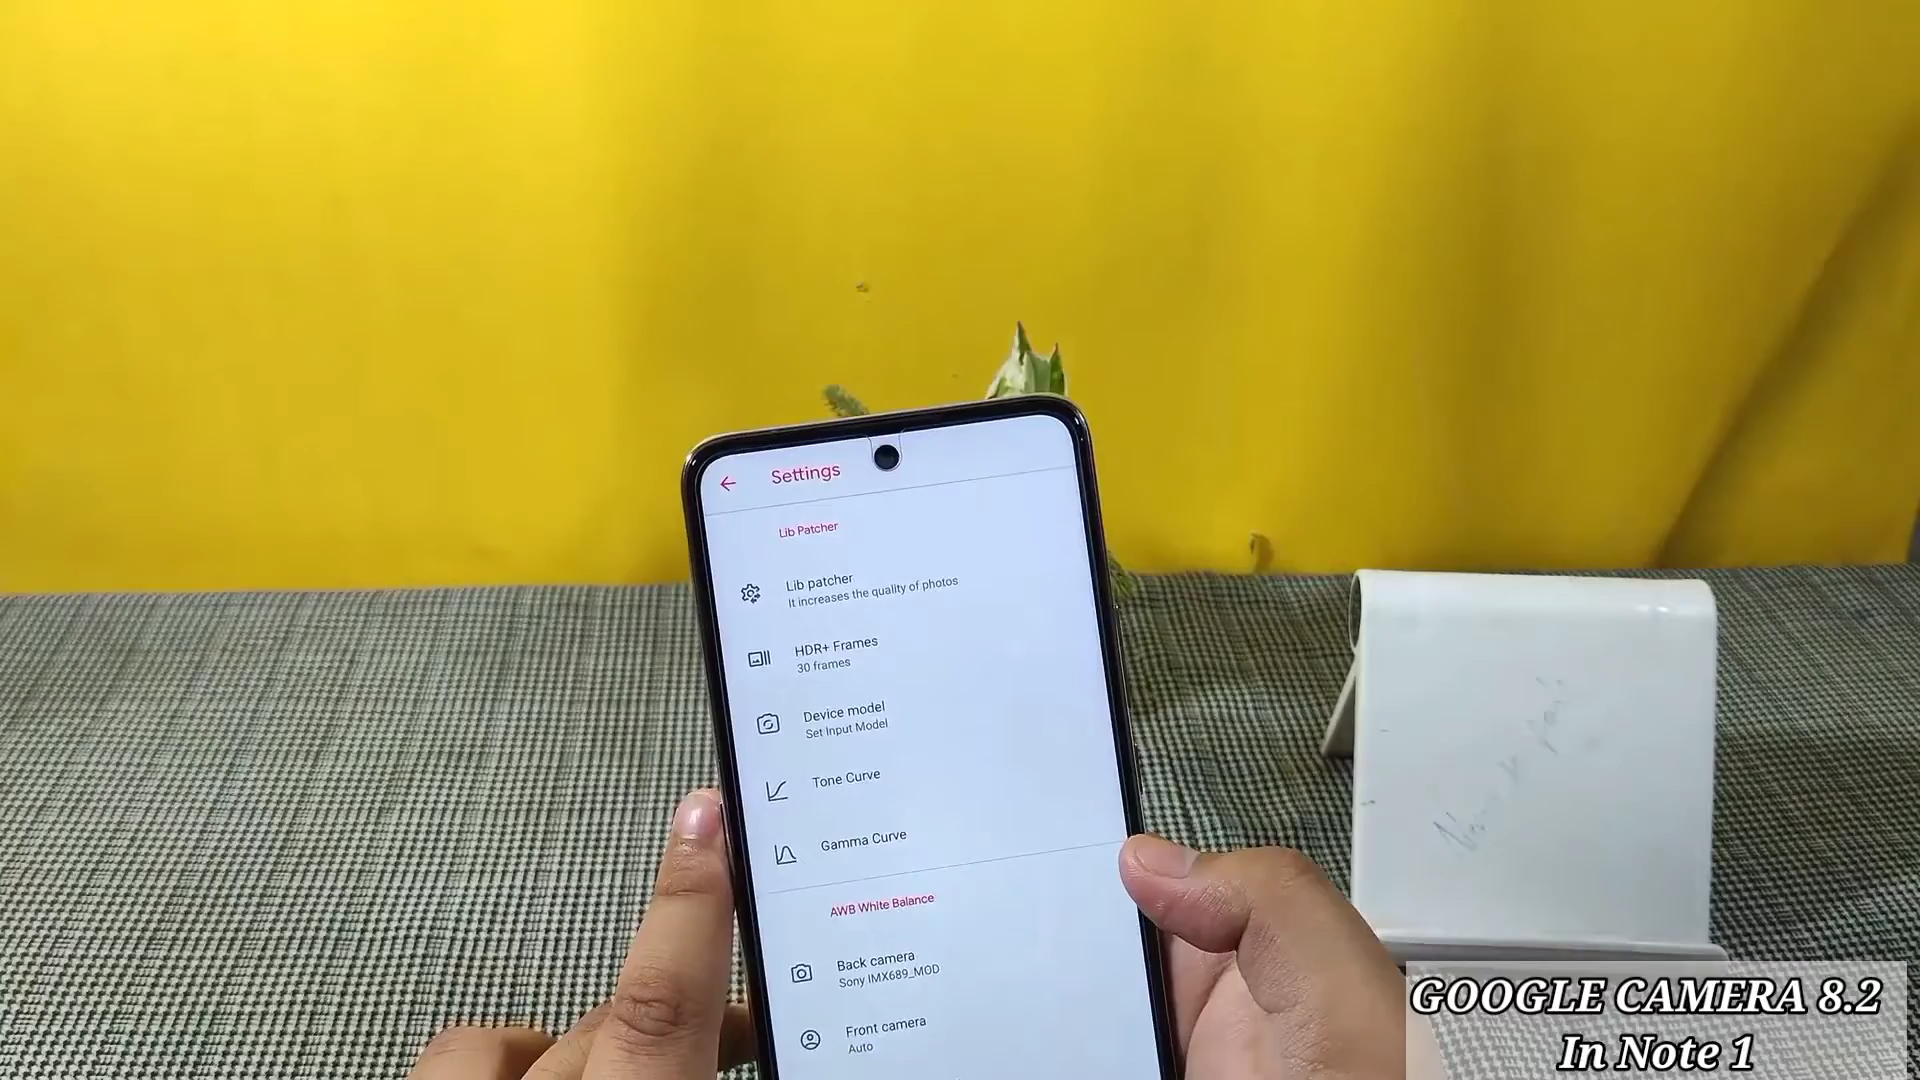 Settings
Lib Patcher
Lib patcher
It increases the quality of photos
HDR+ Frames
30 frames
Device model
Set Input Model
Tone Curve
Gamma Curve
AWB White Balance
Back camera
Sony IMX689_MOD
Front camera
Auto
GOOGLE CAMERA 8.2
In Note 1